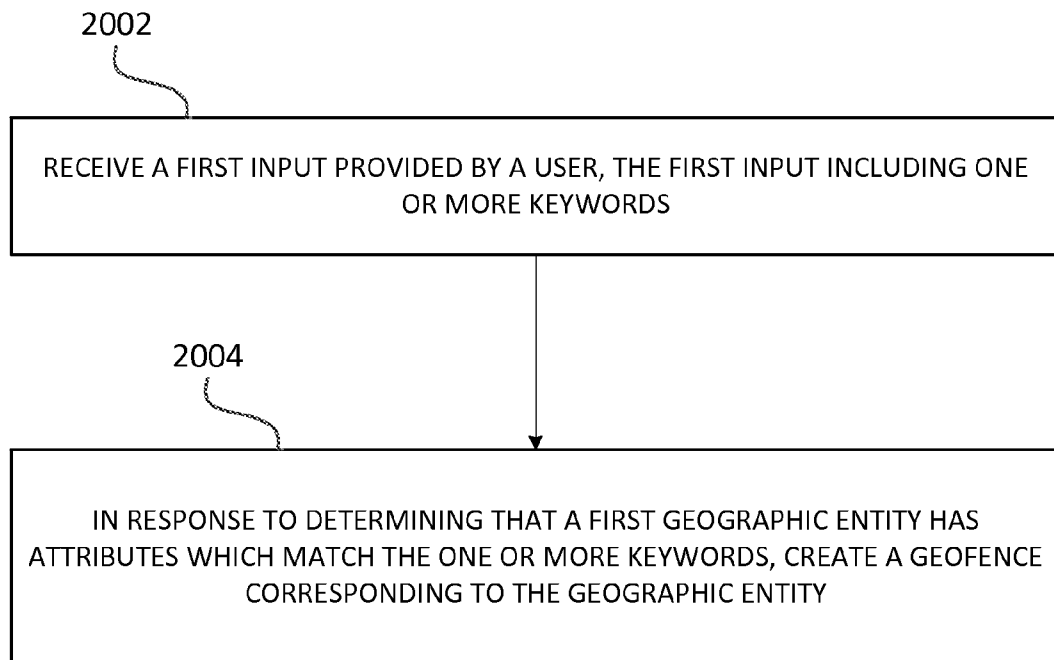 2002
RECEIVE A FIRST INPUT PROVIDED BY A USER, THE FIRST INPUT INCLUDING ONE
OR MORE KEYWORDS
2004
IN RESPONSE TO DETERMINING THAT A FIRST GEOGRAPHIC ENTITY HAS
ATTRIBUTES WHICH MATCH THE ONE OR MORE KEYWORDS, CREATE A GEOFENCE
CORRESPONDING TO THE GEOGRAPHIC ENTITY